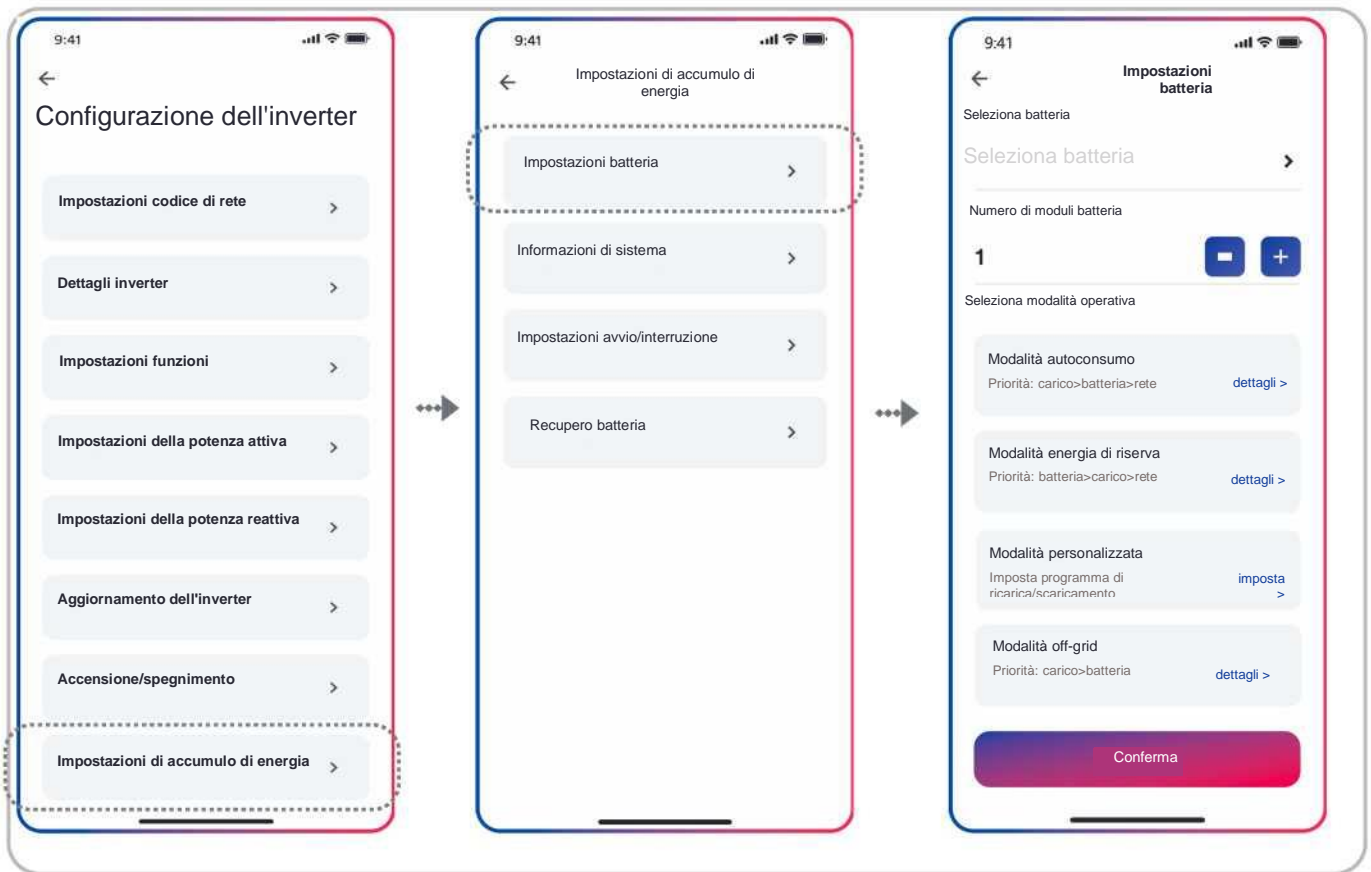 9:41
Configurazione dell'inverter
Impostazioni codice di rete
Dettagli inverter
Impostazioni funzioni
Impostazioni della potenza attiva
Impostazioni della potenza reattiva
Aggiornamento dell'inverter
Accensione/spegnimento
Impostazioni di accumulo di energia
9:41
Impostazioni di accumulo di
energia
Impostazioni batteria
Informazioni di sistema
Impostazioni avvio/interruzione
Recupero batteria
9:41
Impostazioni
batteria
Seleziona batteria
Seleziona batteria
Numero di moduli batteria
1
- +
Seleziona modalità operativa
Modalità autoconsumo
Priorità: carico>batteria>rete
dettagli >
Modalità energia di riserva
Priorità: batteria>carico>rete
dettagli >
Modalità personalizzata
Imposta programma di
ricarica/scaricamento
imposta
>
Modalità off-grid
Priorità: carico>batteria
dettagli >
Conferma